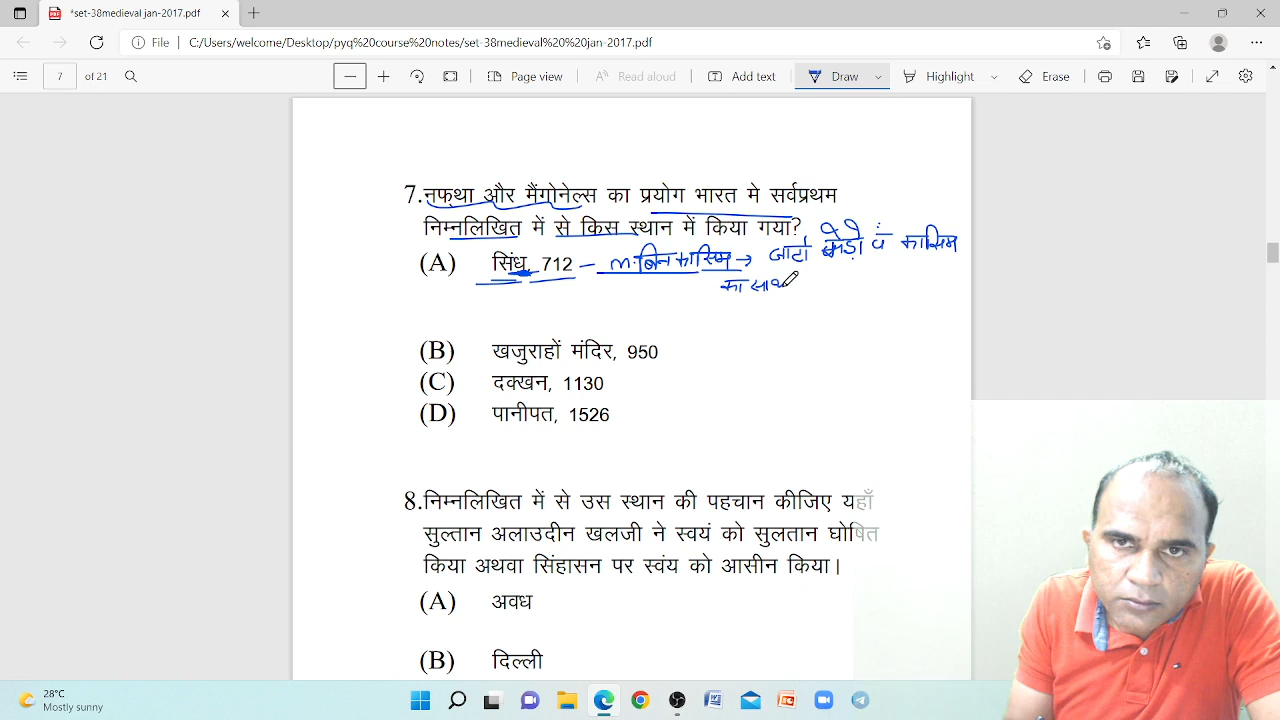 *set-38medieval jan-2017.pdf
File C:/Users/welcome/Desktop/pyq%20course%20notes/set-38medieval%20%20jan-2017.pdf
7 of 21 Page view Read aloud Add text Draw Highlight Erase
7.नफ्था और मैंगोनेल्स का प्रयोग भारत मे सर्वप्रथम
निम्नलिखित में से किस स्थान में किया गया?
(A) सिंध, 712 – m. बिन कासिम → जाटों व कासिम
का साथ
(B) खजुराहों मंदिर, 950
(C) दक्खन, 1130
(D) पानीपत, 1526
8.निम्नलिखित में से उस स्थान की पहचान कीजिए यहाँ
सुल्तान अलाउदीन खलजी ने स्वयं को सुलतान घोषित
किया अथवा सिंहासन पर स्वंय को आसीन किया।
(A) अवध
(B) दिल्ली
28°C
Mostly sunny